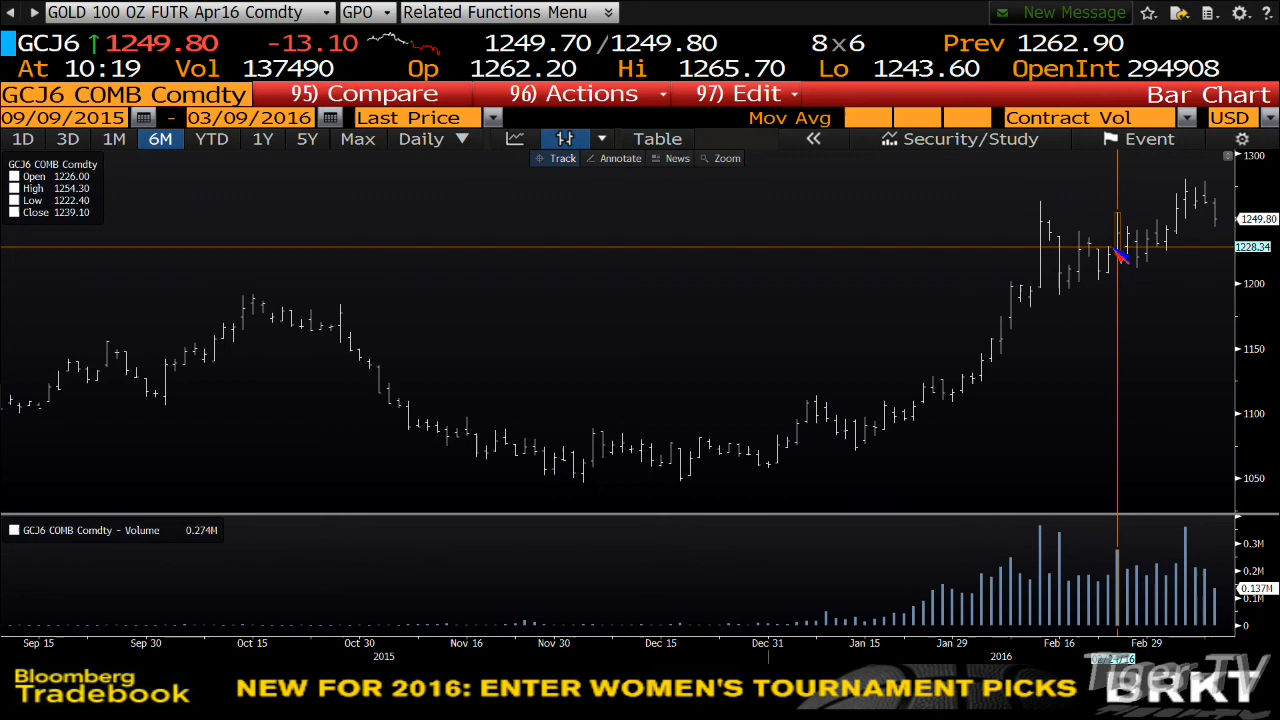 GOLD 100 OZ FUTR Apr16 Comdty GPO Related Functions Menu New Message
GCJ6 1249.80 -13.10 1249.70/1249.80 8x6 Prev 1262.90
At 10:19 Vol 137490 Op 1262.20 Hi 1265.70 Lo 1243.60 OpenInt 294908
GCJ6 COMB Comdty 95) Compare 96) Actions 97) Edit Bar Chart
09/09/2015 - 03/09/2016 Last Price Mov Avg Contract Vol USD
1D 3D 1M 6M YTD 1Y 5Y Max Daily Table Security/Study Event
Track Annotate News Zoom
GCJ6 COMB Comdty
Open 1226.00
High 1254.30
Low 1222.40
Close 1239.10
1300
1249.80
1228.34
1200
1150
1100
1050
GCJ6 COMB Comdty - Volume 0.274M
0.3M
0.2M
0.137M
0.1M
0
Sep 15 Sep 30 Oct 15 Oct 30 Nov 16 Nov 30 Dec 15 Dec 31 Jan 15 Jan 29 Feb 16 Feb 29
2015 2016
Bloomberg
Tradebook
NEW FOR 2016: ENTER WOMEN'S TOURNAMENT PICKS
BRKT
Tiger TV